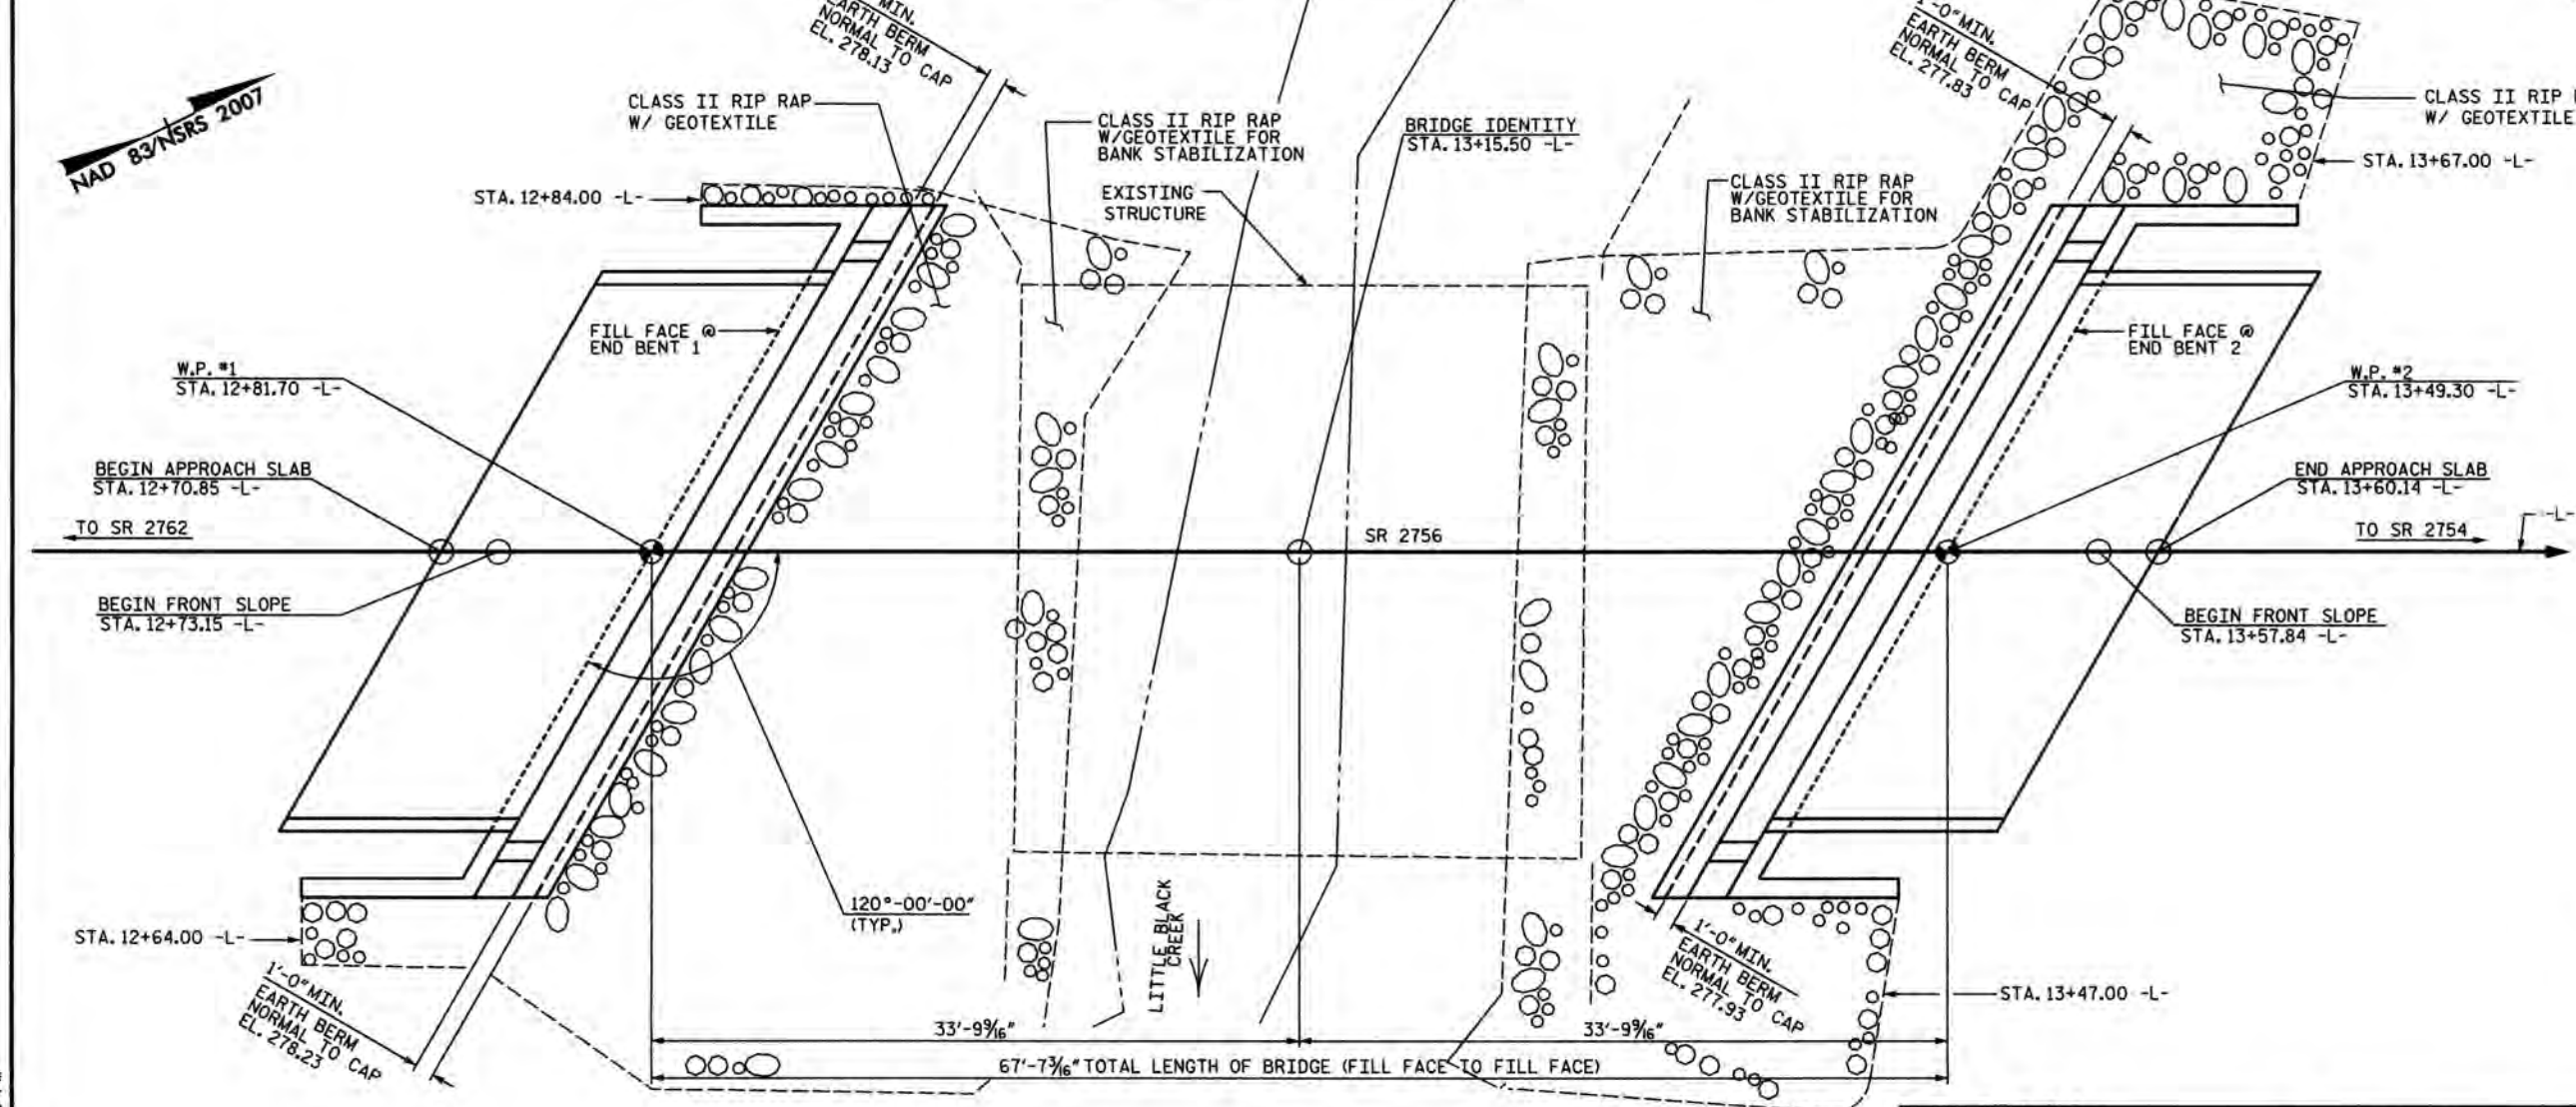 MIN.
EARTH BERM
NORMAL TO CAP
EL. 278.13
1'-0" MIN.
EARTH BERM
NORMAL TO CAP
EL. 277.83
NAD 83/NSRS 2007
CLASS II RIP RAP
W/ GEOTEXTILE
CLASS II RIP RAP
W/GEOTEXTILE FOR
BANK STABILIZATION
BRIDGE IDENTITY
STA. 13+15.50 -L-
CLASS II RIP
W/ GEOTEXTILE
STA. 13+67.00 -L-
STA. 12+84.00 -L-
EXISTING
STRUCTURE
CLASS II RIP RAP
W/GEOTEXTILE FOR
BANK STABILIZATION
FILL FACE @
END BENT 1
FILL FACE @
END BENT 2
W.P. #1
STA. 12+81.70 -L-
W.P. #2
STA. 13+49.30 -L-
BEGIN APPROACH SLAB
STA. 12+70.85 -L-
END APPROACH SLAB
STA. 13+60.14 -L-
TO SR 2762
SR 2756
TO SR 2754
-L-
BEGIN FRONT SLOPE
STA. 12+73.15 -L-
BEGIN FRONT SLOPE
STA. 13+57.84 -L-
120°-00'-00"
(TYP.)
LITTLE BLACK
CREEK
STA. 12+64.00 -L-
1'-0" MIN.
EARTH BERM
NORMAL TO CAP
EL. 278.23
1'-0" MIN.
EARTH BERM
NORMAL TO CAP
EL. 277.93
STA. 13+47.00 -L-
33'-9⁹⁄₁₆"
33'-9⁹⁄₁₆"
67'-7³⁄₁₆" TOTAL LENGTH OF BRIDGE (FILL FACE TO FILL FACE)